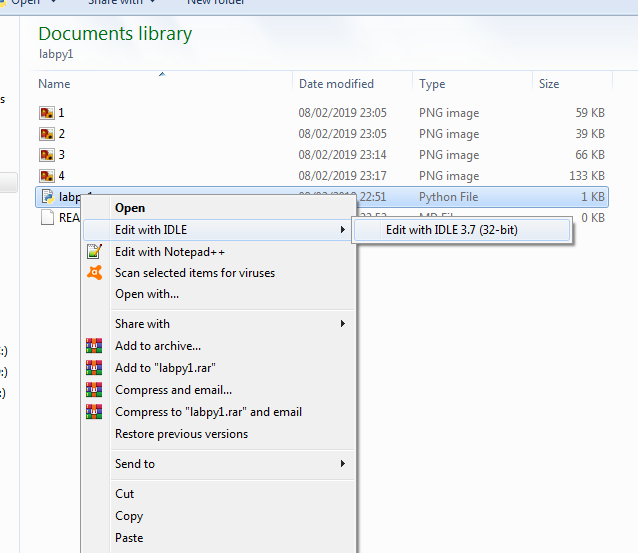 Open Share with New folder
Documents library
labpy1
Name Date modified Type Size
s
1 08/02/2019 23:05 PNG image 59 KB
2 08/02/2019 23:05 PNG image 39 KB
3 08/02/2019 23:14 PNG image 66 KB
4 08/02/2019 23:17 PNG image 133 KB
22:51 Python File 1 KB
REA 0 KB
Open
Edit with IDLE
Edit with IDLE 3.7 (32-bit)
Edit with Notepad++
Scan selected items for viruses
Open with...
Share with
Add to archive...
Add to "labpy1.rar"
Compress and email...
Compress to "labpy1.rar" and email
Restore previous versions
Send to
Cut
Copy
Paste
:)
:)
:)